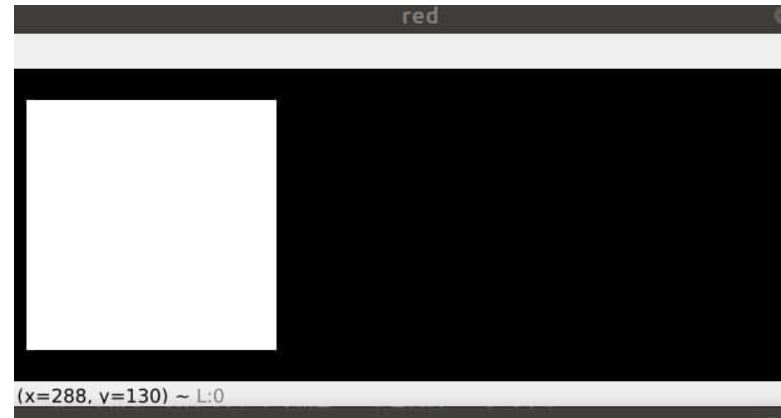 red
(x=288, y=130) ~ L:0